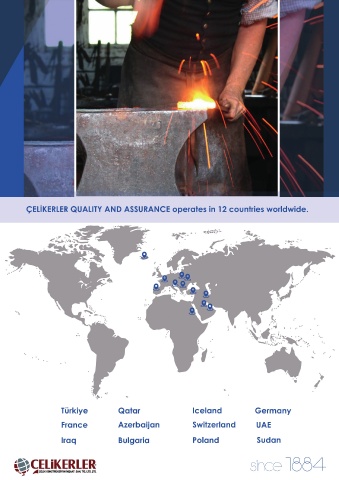 ÇELİKERLER QUALITY AND ASSURANCE operates in 12 countries worldwide.
Türkiye Qatar Iceland Germany
France Azerbaijan Switzerland UAE
Iraq Bulgaria Poland Sudan
ÇELİKERLER
since 1884